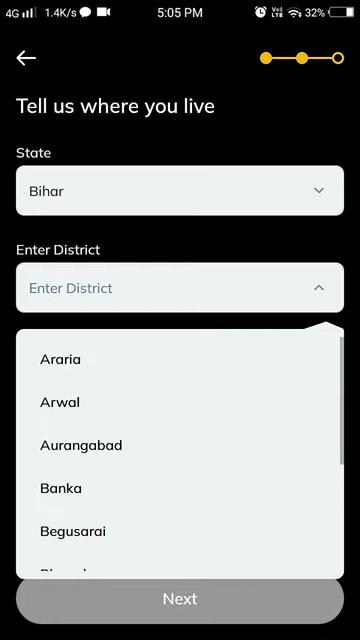 4G 1.4K/s 5:05 PM VoLTE 32%
Tell us where you live
State
Bihar
Enter District
Enter District
Araria
Arwal
Aurangabad
Banka
Begusarai
Next